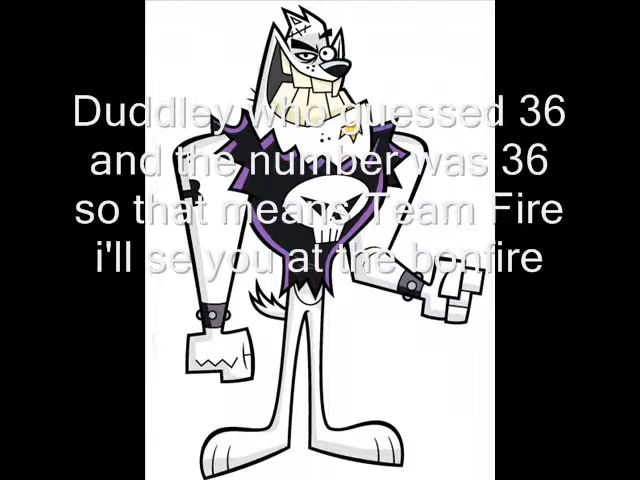 Duddley who guessed 36
and the number was 36
so that means Team Fire
i'll se you at the bonfire